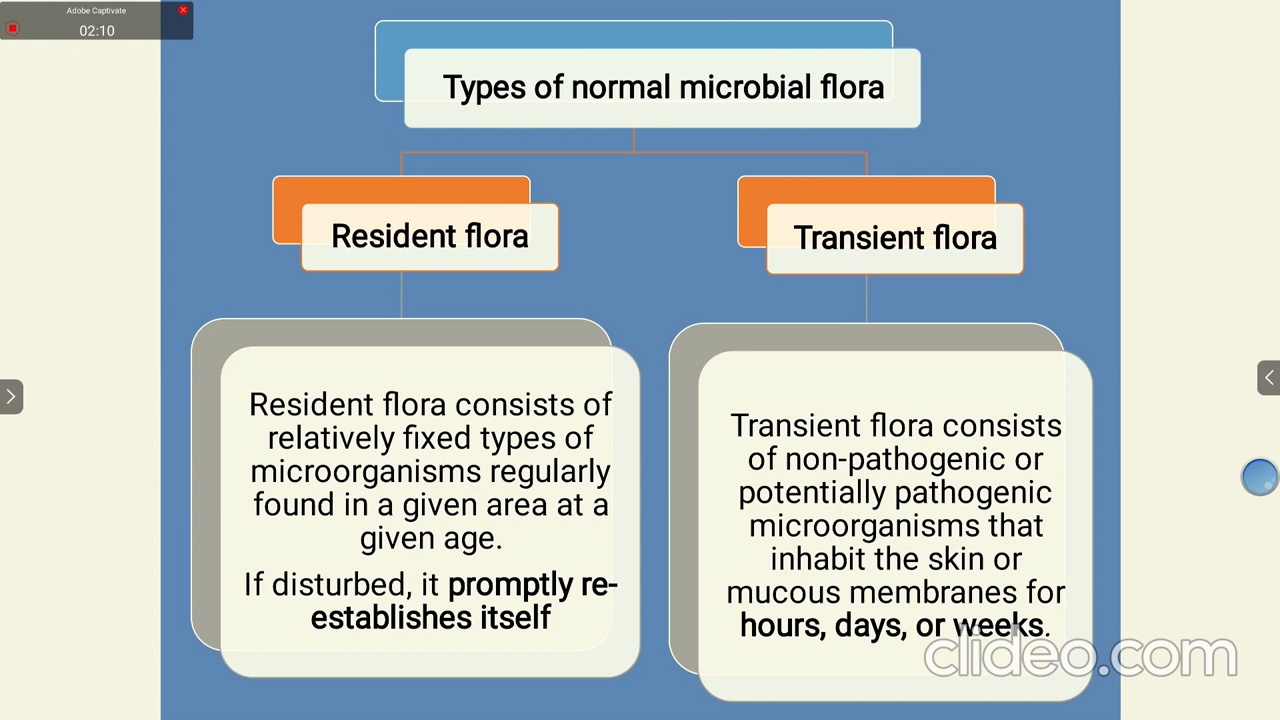 Adobe Captivate
02:10
Types of normal microbial flora
Resident flora
Transient flora
Resident flora consists of
relatively fixed types of
microorganisms regularly
found in a given area at a
given age.
If disturbed, it promptly re-
establishes itself
Transient flora consists
of non-pathogenic or
potentially pathogenic
microorganisms that
inhabit the skin or
mucous membranes for
hours, days, or weeks.
clideo.com